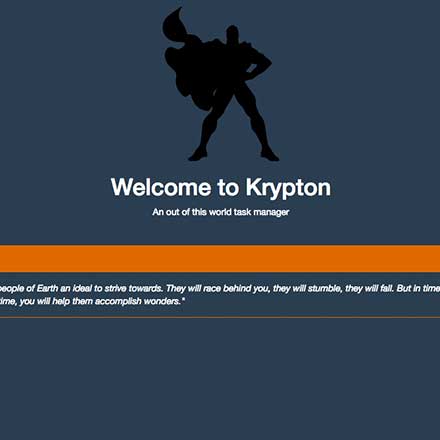 Welcome to Krypton
An out of this world task manager
people of Earth an ideal to strive towards. They will race behind you, they will stumble, they will fall. But in time
time, you will help them accomplish wonders."